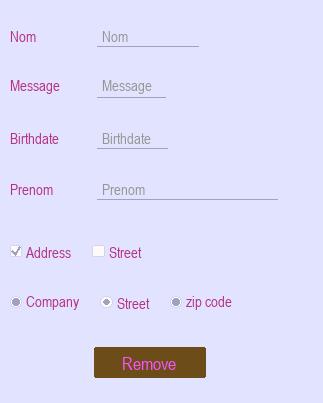 Nom Nom
Message Message
Birthdate Birthdate
Prenom Prenom
Address Street
Company Street zip code
Remove